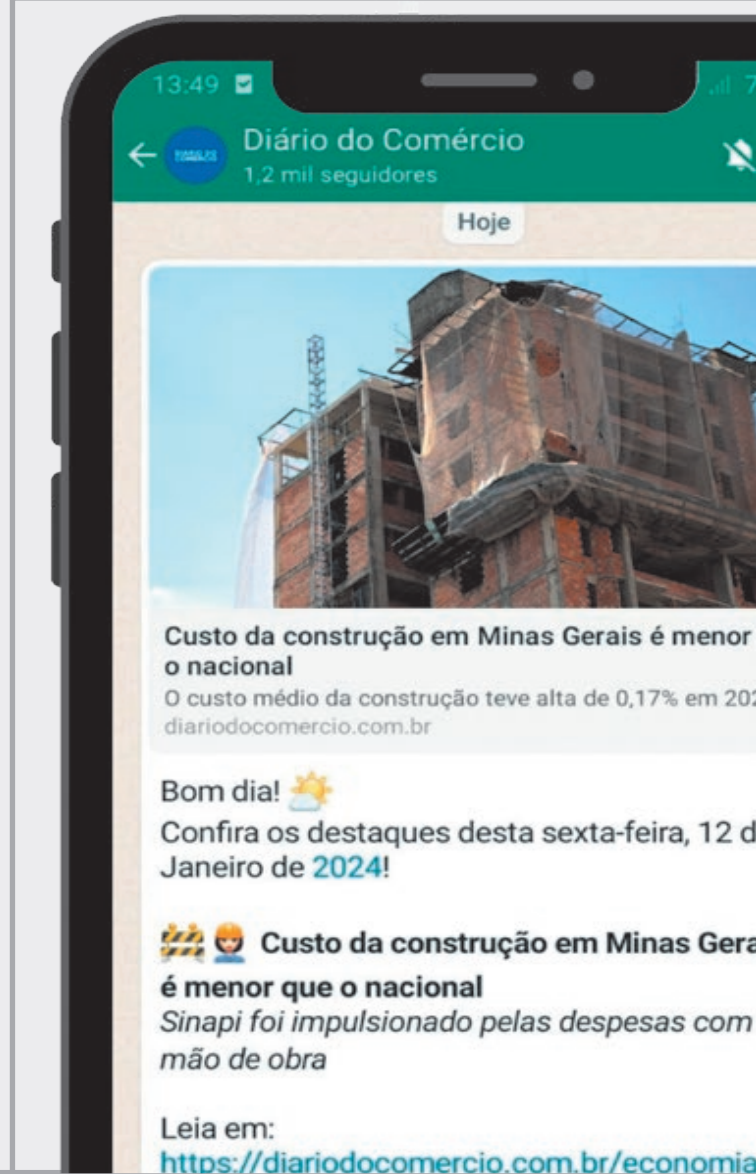 13:49
Diário do Comércio
1,2 mil seguidores
Hoje
Custo da construção em Minas Gerais é menor
o nacional
O custo médio da construção teve alta de 0,17% em 202
diariodocomercio.com.br
Bom dia!
Confira os destaques desta sexta-feira, 12 d
Janeiro de 2024!
Custo da construção em Minas Gera
é menor que o nacional
Sinapi foi impulsionado pelas despesas com
mão de obra
Leia em:
https://diariodocomercio.com.br/economia